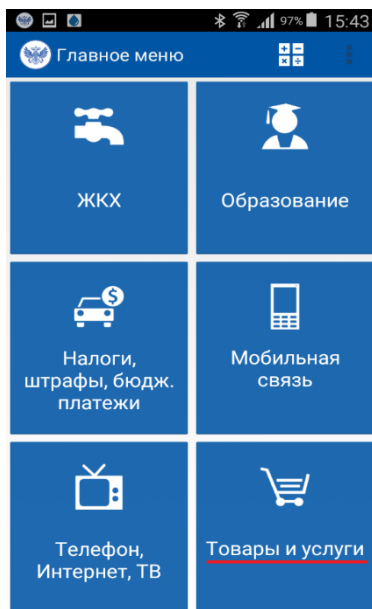 97% 15:43
Главное меню
ЖКХ
Образование
Налоги,
штрафы, бюдж.
платежи
Мобильная
связь
Телефон,
Интернет, ТВ
Товары и услуги